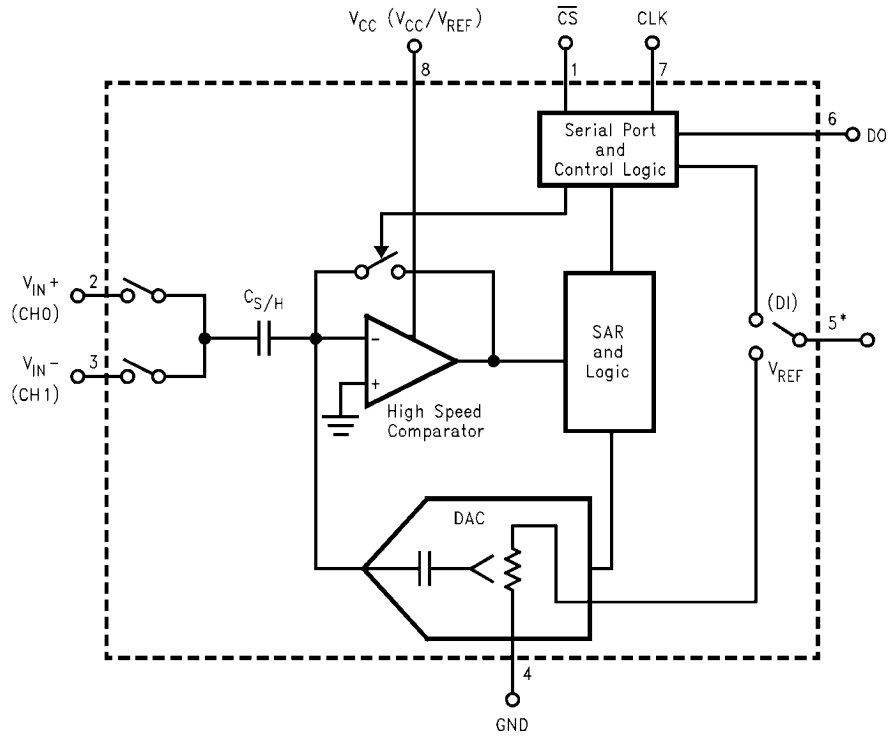 V_CC (V_CC/V_REF)
C̅S̅
CLK
8
1
7
Serial Port
and
Control Logic
6
DO
V_IN+
2
(CH0)
C_S/H
V_IN-
3
(CH1)
-
+
High Speed
Comparator
SAR
and
Logic
(DI)
5*
V_REF
DAC
4
GND